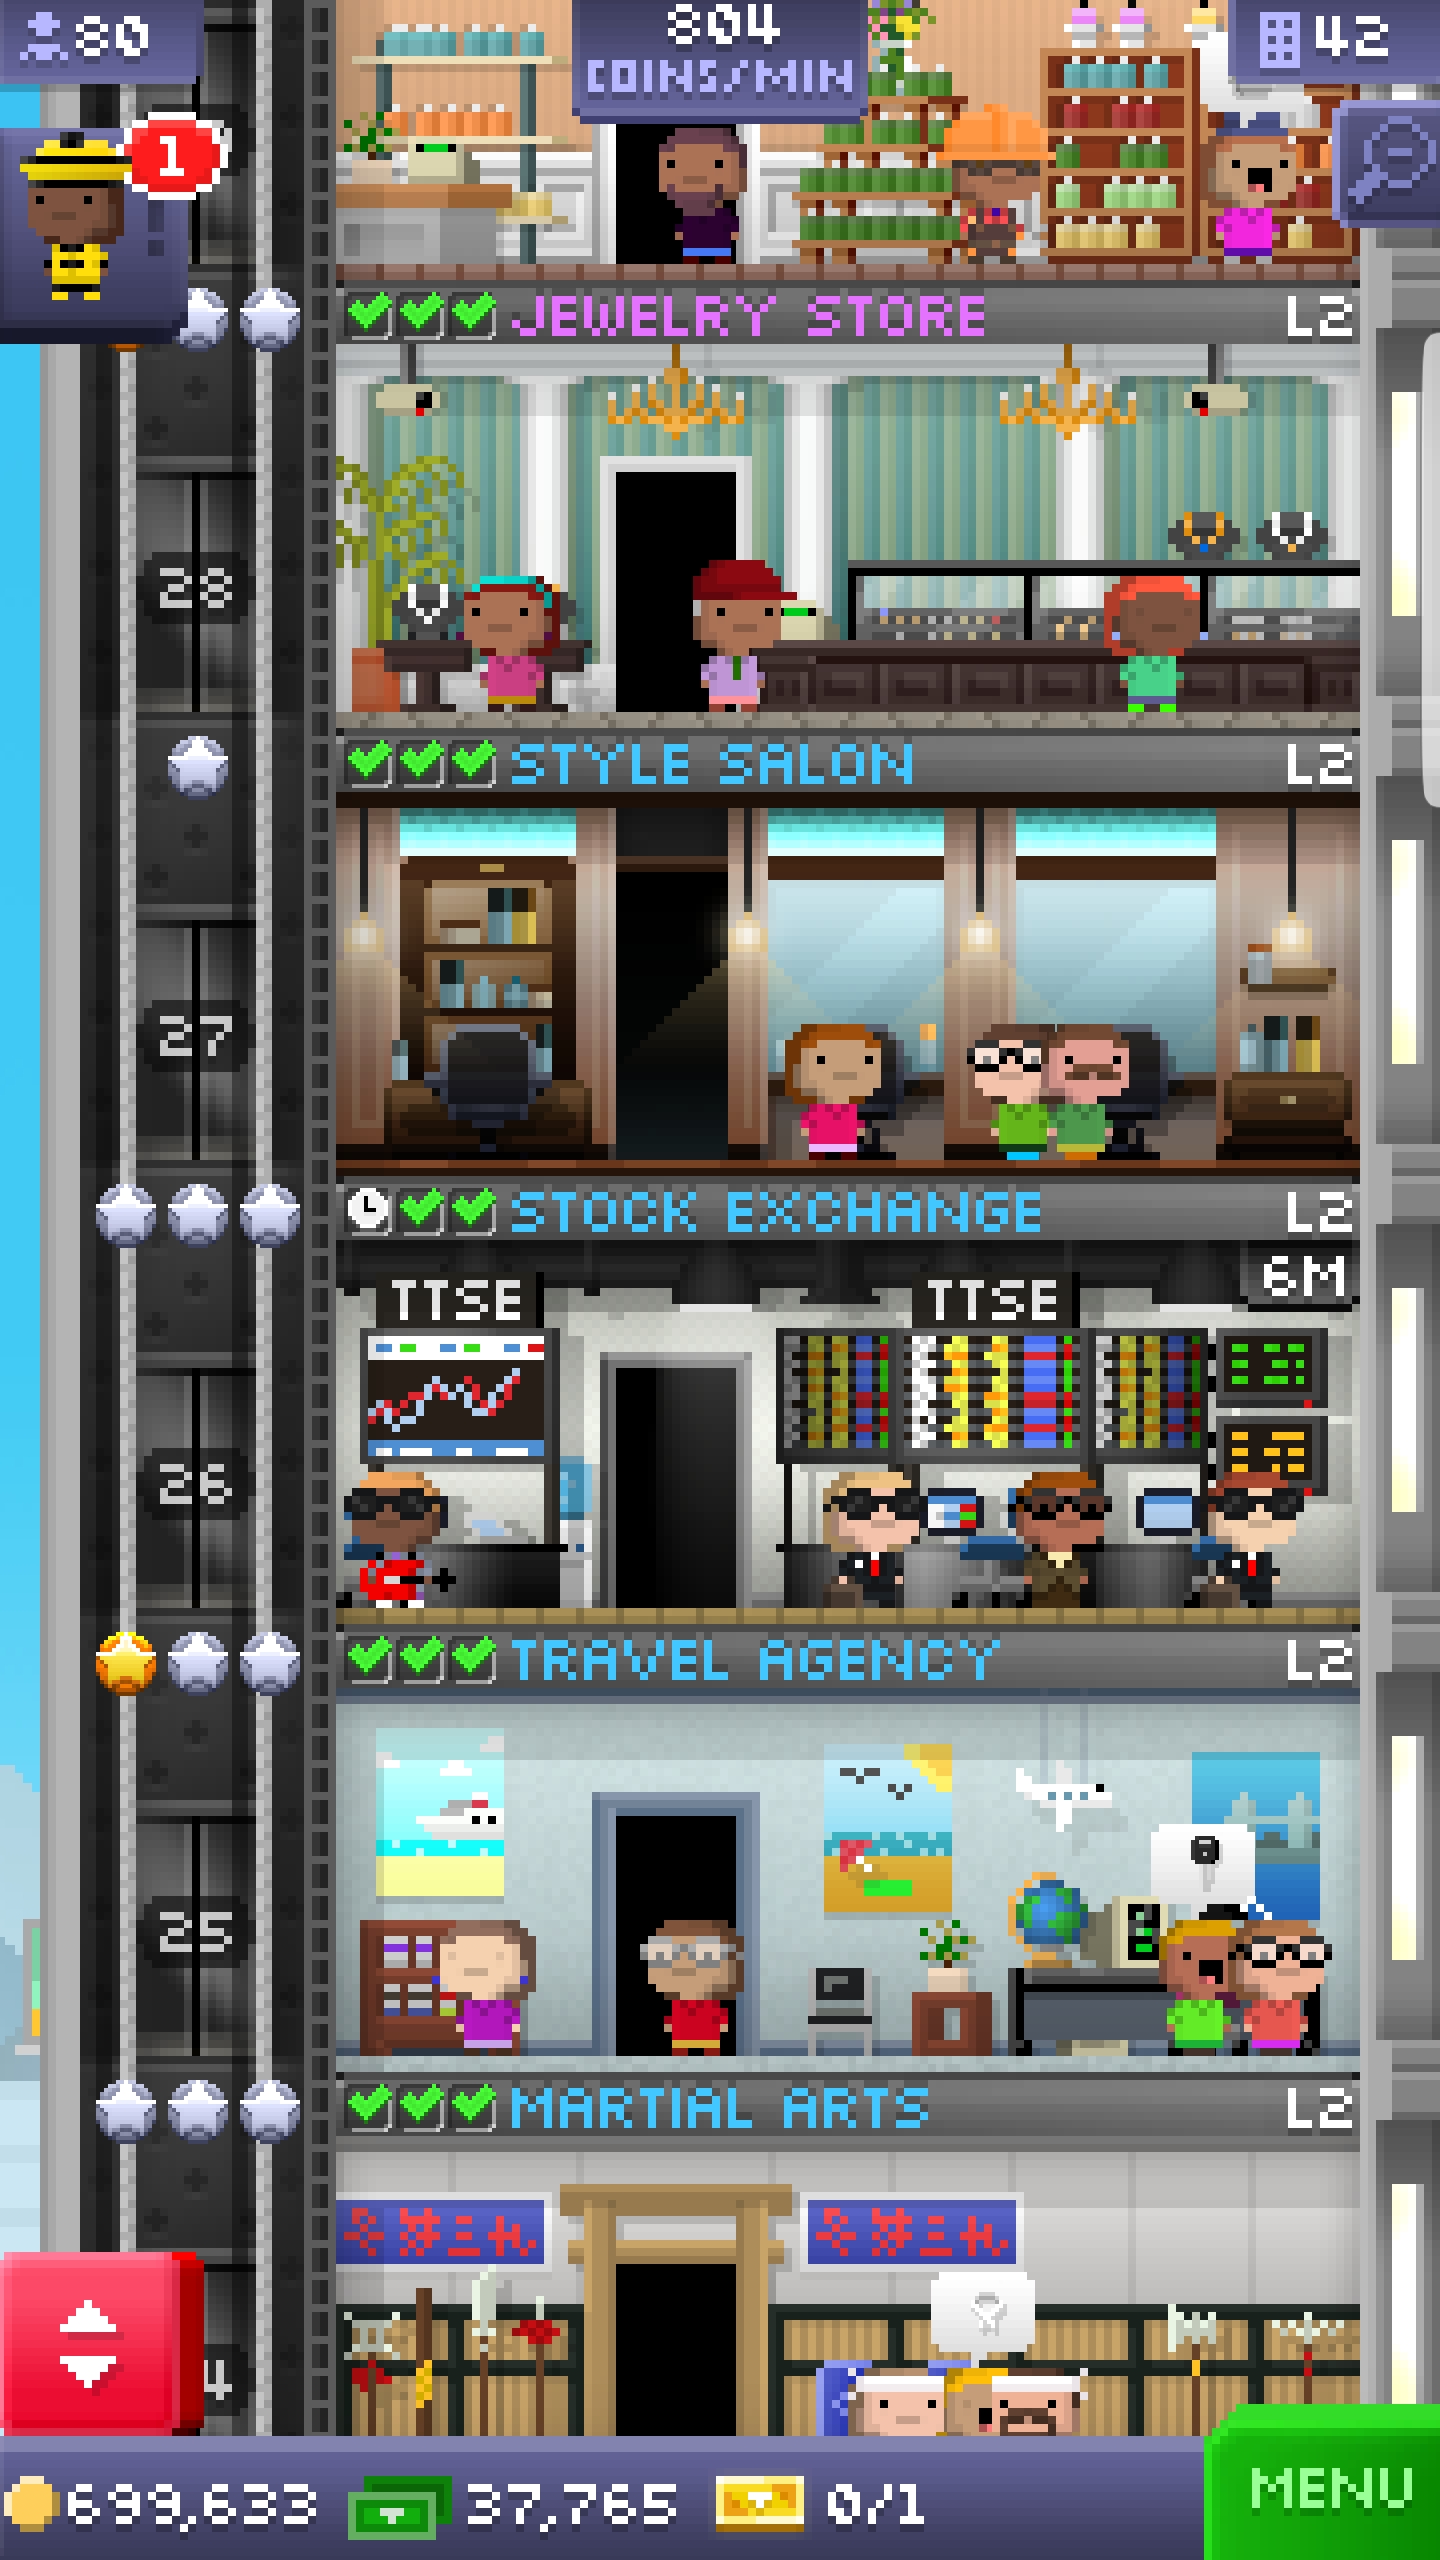 80
804
COINS/MIN
42
1
JEWELRY STORE
L2
28
STYLE SALON
L2
27
STOCK EXCHANGE
L2
6M
TTSE
TTSE
26
TRAVEL AGENCY
L2
25
MARTIAL ARTS
L2
4
MENU
699,633
37,765
0/1